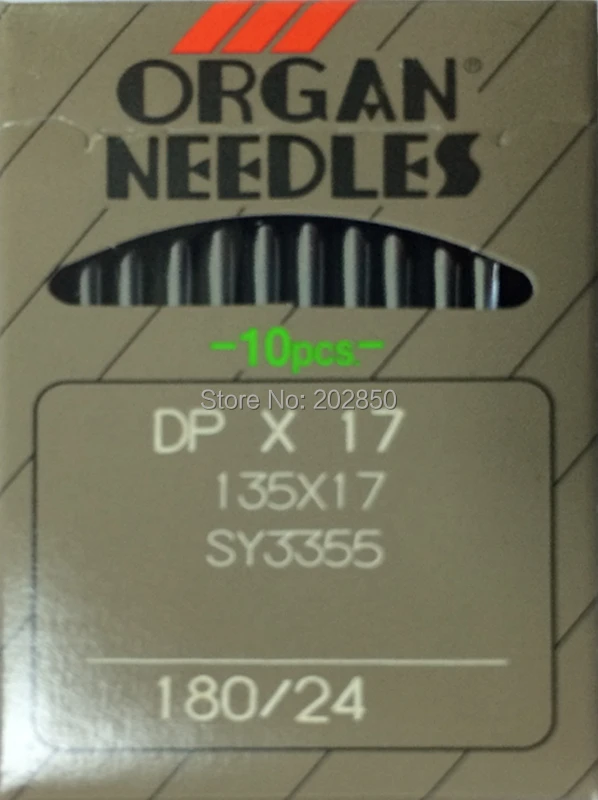 ORGAN®
NEEDLES
-10pcs.-
Store No: 202850
DP X 17
135X17
SY3355
180/24